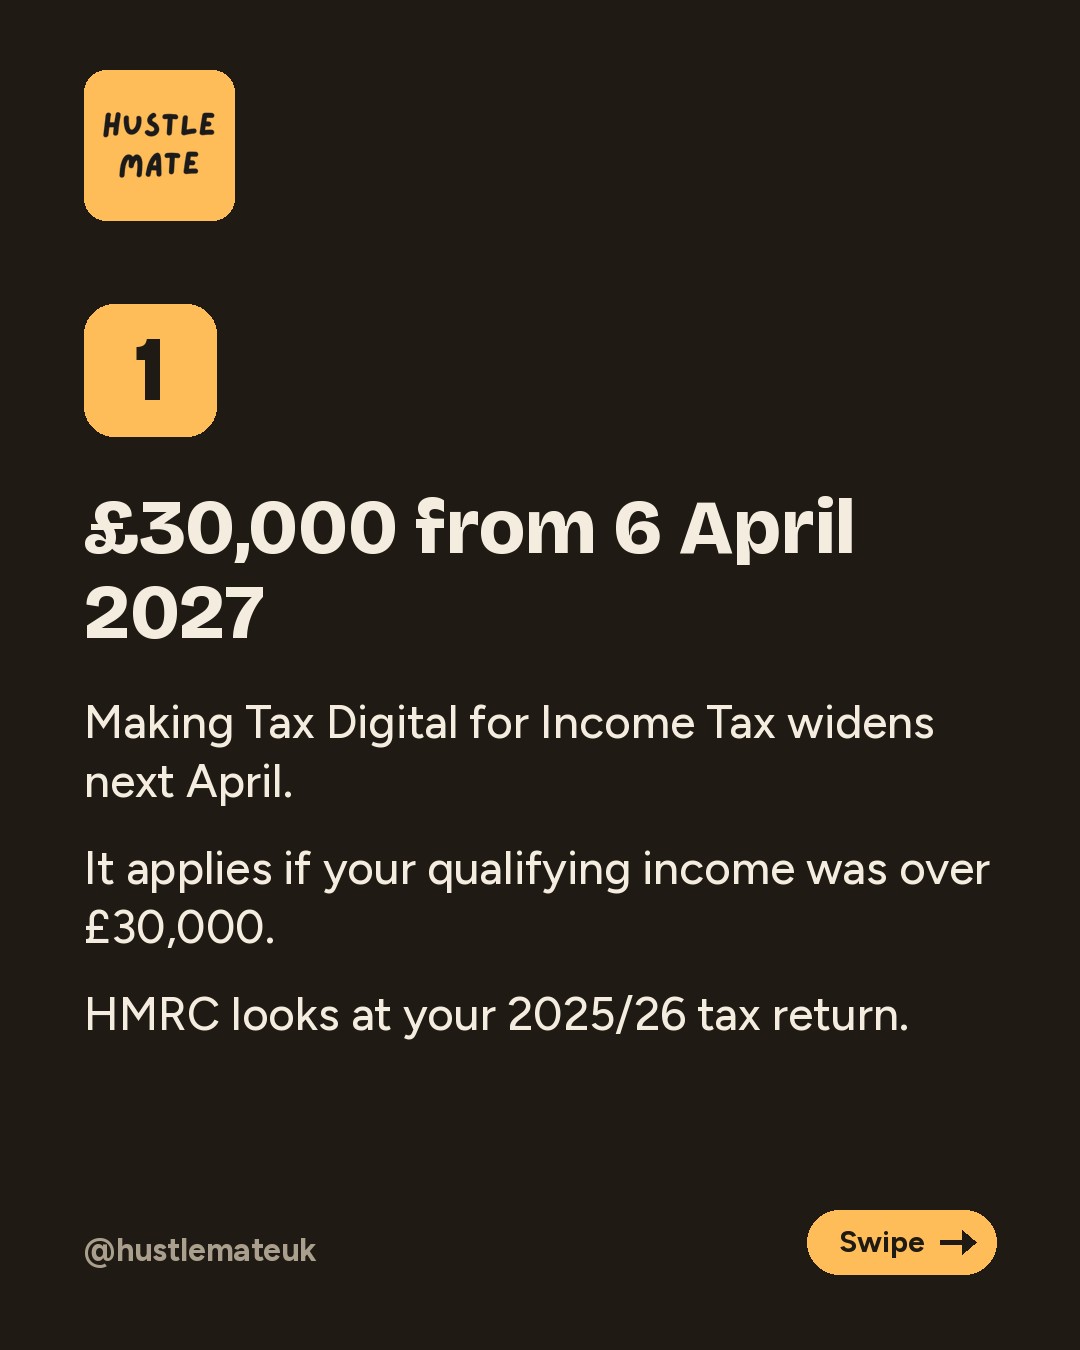 HUSTLE
MATE
1
£30,000 from 6 April
2027
Making Tax Digital for Income Tax widens
next April.
It applies if your qualifying income was over
£30,000.
HMRC looks at your 2025/26 tax return.
@hustlemateuk
Swipe →